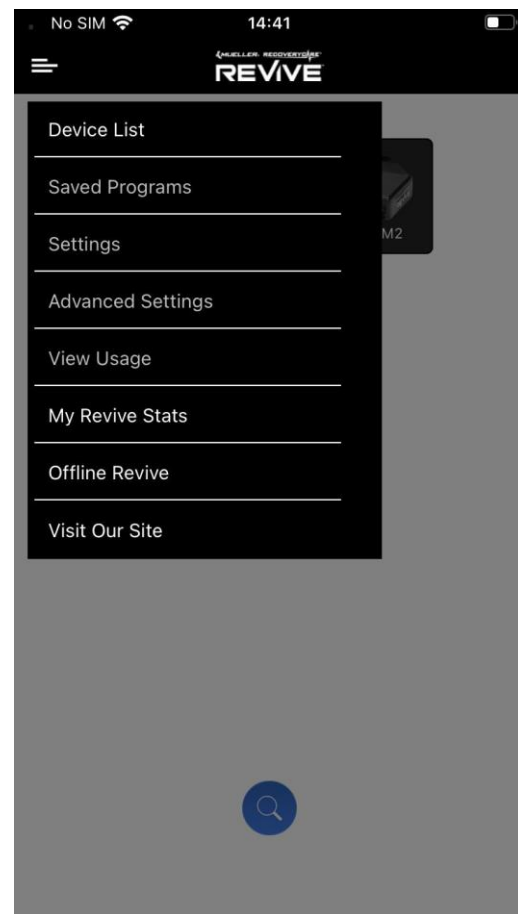 No SIM 14:41
MUELLER RECOVERYCARE
REVIVE
Device List
Saved Programs
M2
Settings
Advanced Settings
View Usage
My Revive Stats
Offline Revive
Visit Our Site